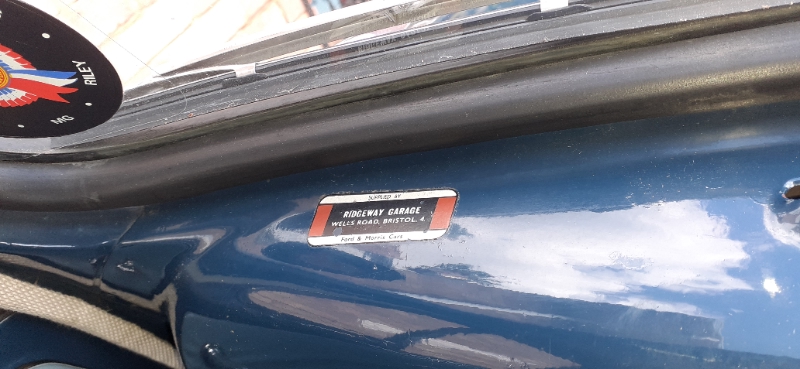 MG • RILEY
SUPPLIED BY
RIDGEWAY GARAGE
WELLS ROAD, BRISTOL, 4.
Ford & Morris Cars